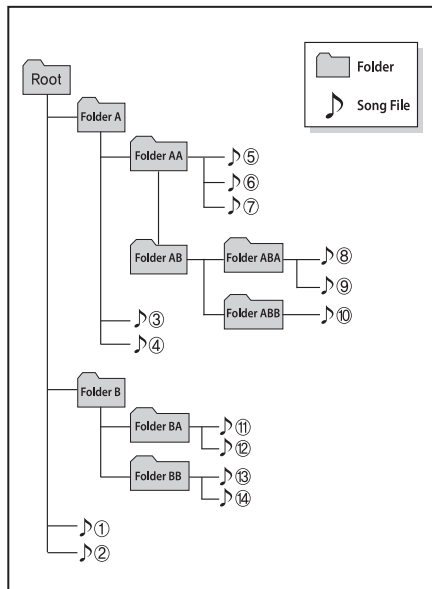 Root
Folder
Song File
Folder A
Folder AA
⑤
⑥
⑦
Folder AB
Folder ABA
⑧
⑨
Folder ABB
⑩
③
④
Folder B
Folder BA
⑪
⑫
Folder BB
⑬
⑭
①
②